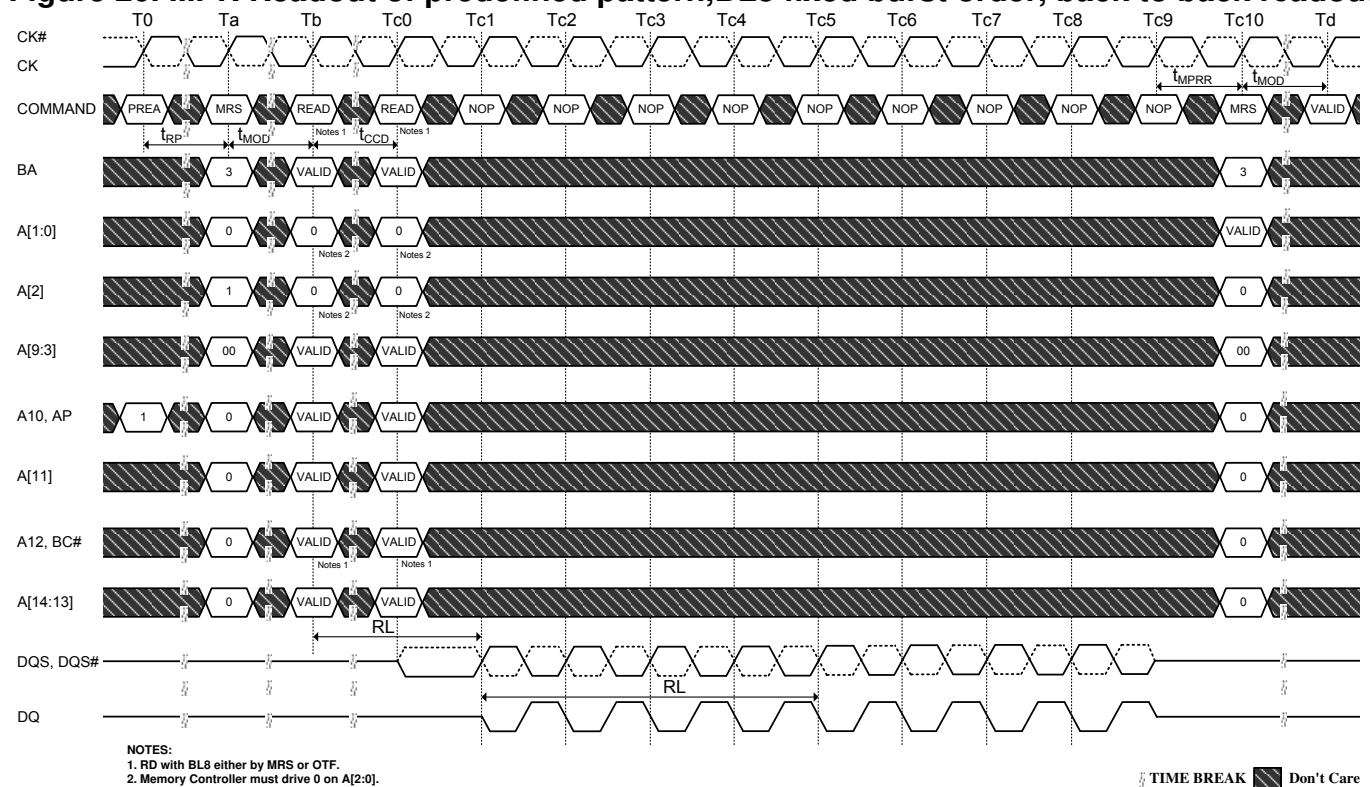 Figure MPR Readout of predefined pattern,BL8 fixed burst order, back to back readout
T0 Ta Tb Tc0 Tc1 Tc2 Tc3 Tc4 Tc5 Tc6 Tc7 Tc8 Tc9 Tc10 Td
CK#
CK
tMPRR tMOD
COMMAND PREA MRS READ READ NOP NOP NOP NOP NOP NOP NOP NOP NOP MRS VALID
tRP tMOD Notes 1 tCCD Notes 1
BA 3 VALID VALID 3
A[1:0] 0 0 0 VALID
Notes 2 Notes 2
A[2] 1 0 0 0
Notes 2 Notes 2
A[9:3] 00 VALID VALID 00
A10, AP 1 0 VALID VALID 0
A[11] 0 VALID VALID 0
A12, BC# 0 VALID VALID 0
Notes 1 Notes 1
A[14:13] 0 VALID VALID 0
RL
DQS, DQS#
RL
DQ
NOTES:
1. RD with BL8 either by MRS or OTF.
2. Memory Controller must drive 0 on A[2:0].
TIME BREAK Don't Care